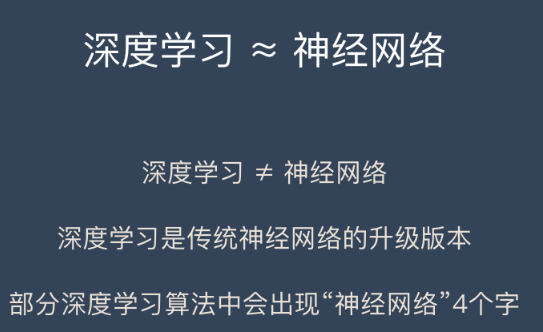 深度学习 ≈ 神经网络
深度学习 ≠ 神经网络
深度学习是传统神经网络的升级版本
部分深度学习算法中会出现“神经网络”4个字